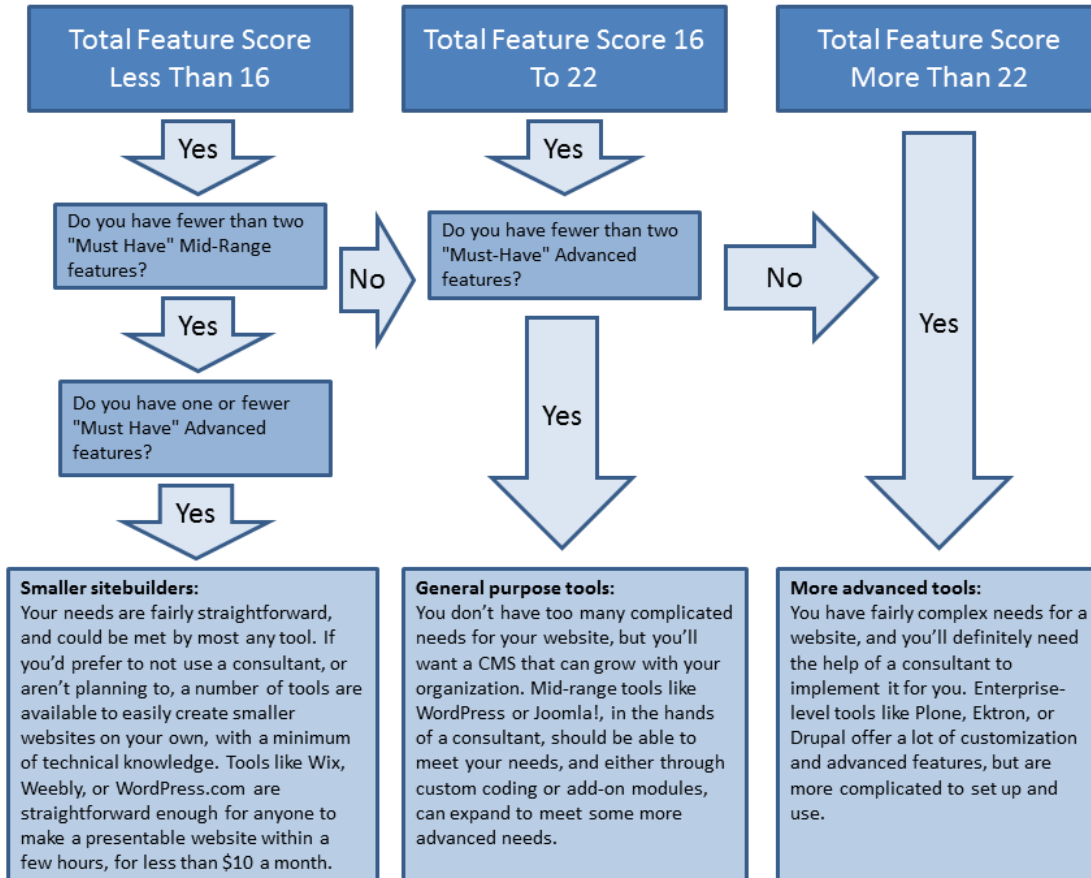 Total Feature Score
Less Than 16
Yes
Do you have fewer than two
"Must Have" Mid-Range
features?
No
Yes
Do you have one or fewer
"Must Have" Advanced
features?
Yes
Smaller sitebuilders:
Your needs are fairly straightforward,
and could be met by most any tool. If
you’d prefer to not use a consultant, or
aren’t planning to, a number of tools are
available to easily create smaller
websites on your own, with a minimum
of technical knowledge. Tools like Wix,
Weebly, or WordPress.com are
straightforward enough for anyone to
make a presentable website within a
few hours, for less than $10 a month.
Total Feature Score 16
To 22
Yes
Do you have fewer than two
"Must-Have" Advanced
features?
No
Yes
General purpose tools:
You don’t have too many complicated
needs for your website, but you’ll
want a CMS that can grow with your
organization. Mid-range tools like
WordPress or Joomla!, in the hands
of a consultant, should be able to
meet your needs, and either through
custom coding or add-on modules,
can expand to meet some more
advanced needs.
Total Feature Score
More Than 22
Yes
More advanced tools:
You have fairly complex needs for a
website, and you’ll definitely need
the help of a consultant to
implement it for you. Enterprise-
level tools like Plone, Ektron, or
Drupal offer a lot of customization
and advanced features, but are
more complicated to set up and
use.